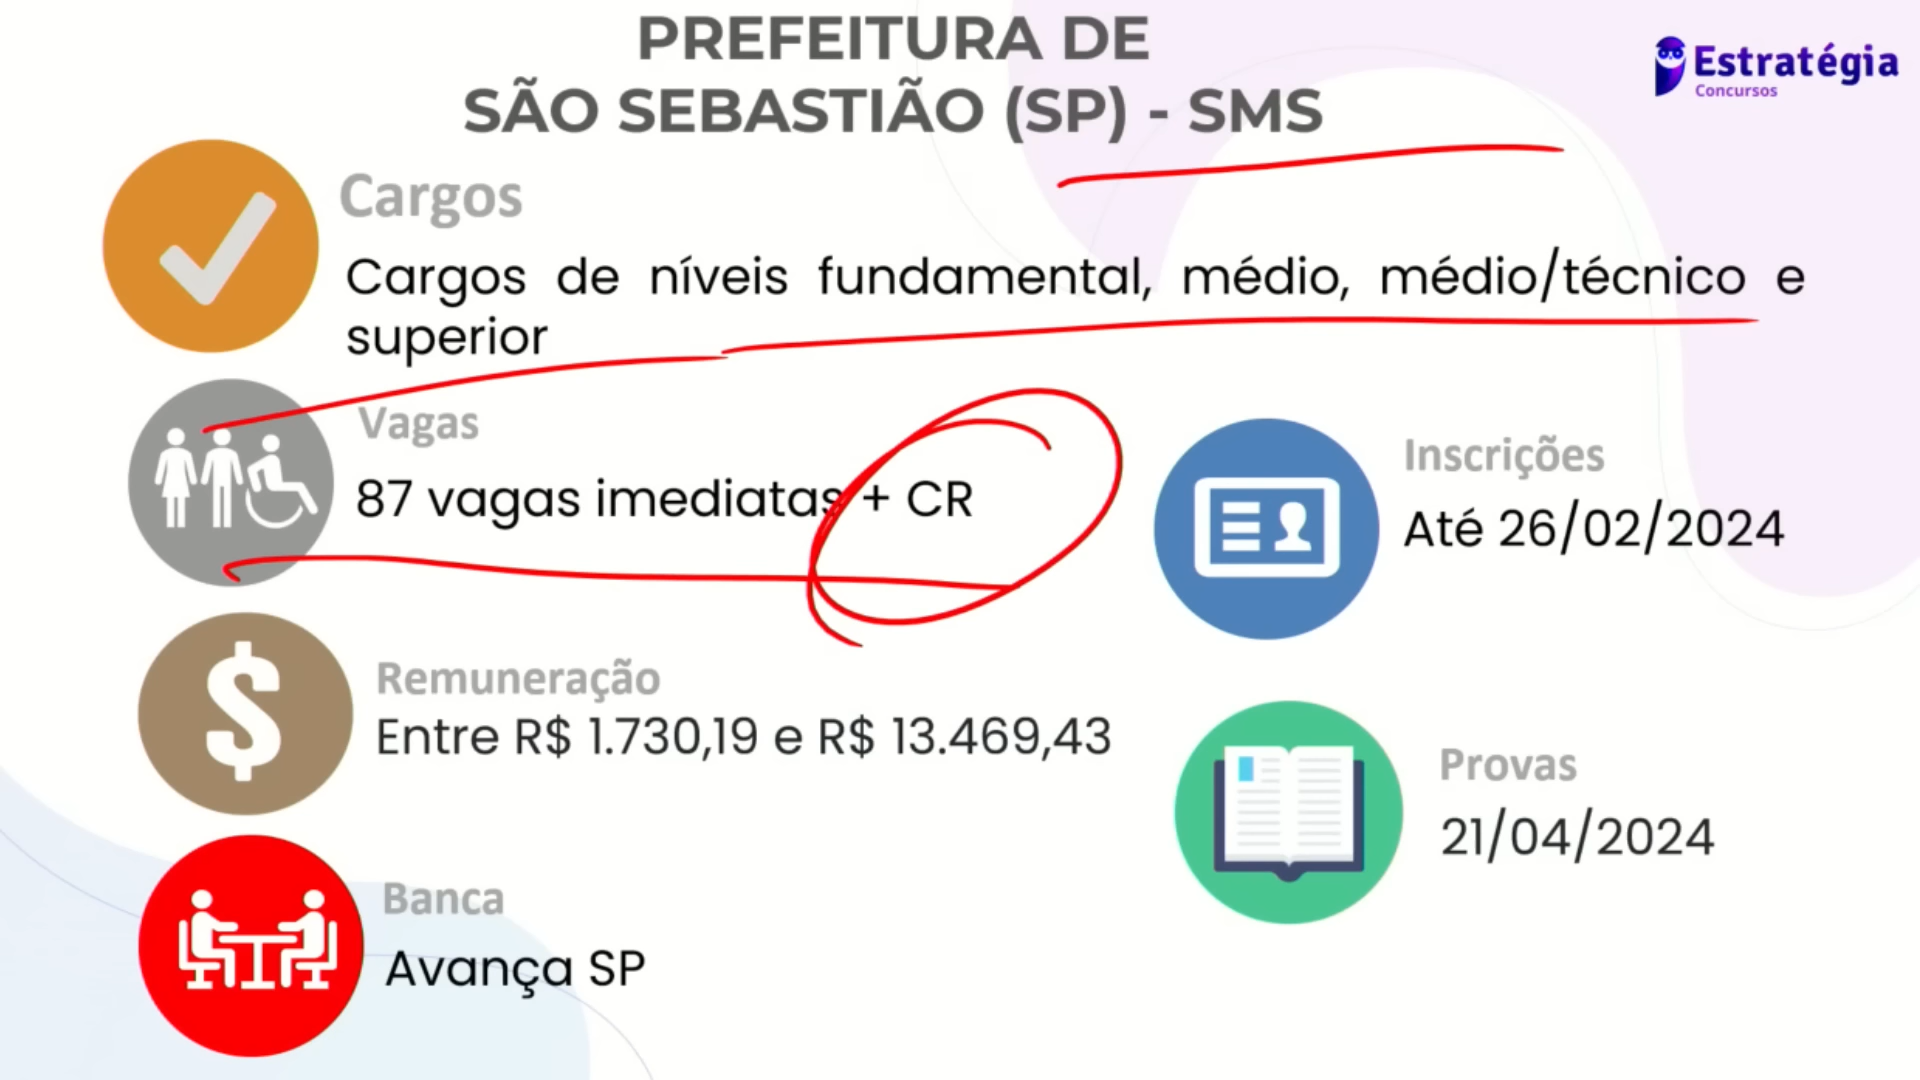 PREFEITURA DE
SÃO SEBASTIÃO (SP) - SMS
Estratégia
Concursos
Cargos
Cargos de níveis fundamental, médio, médio/técnico e
superior
Vagas
87 vagas imediatas + CR
Inscrições
Até 26/02/2024
Remuneração
Entre R$ 1.730,19 e R$ 13.469,43
Provas
21/04/2024
Banca
Avança SP